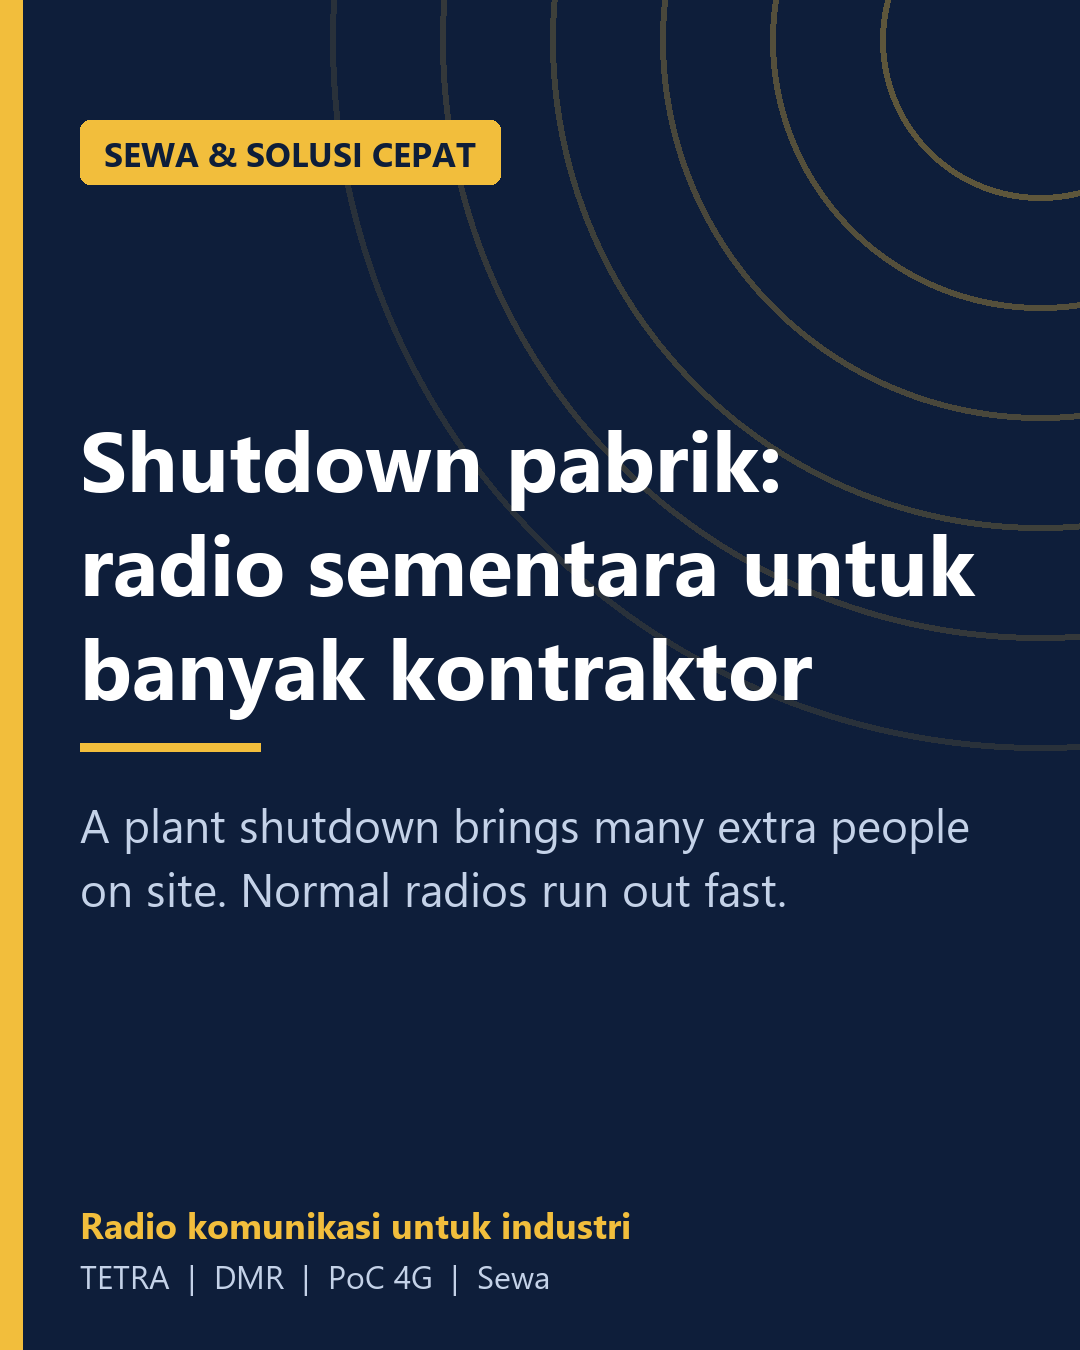 SEWA & SOLUSI CEPAT
Shutdown pabrik:
radio sementara untuk
banyak kontraktor
A plant shutdown brings many extra people
on site. Normal radios run out fast.
Radio komunikasi untuk industri
TETRA | DMR | PoC 4G | Sewa